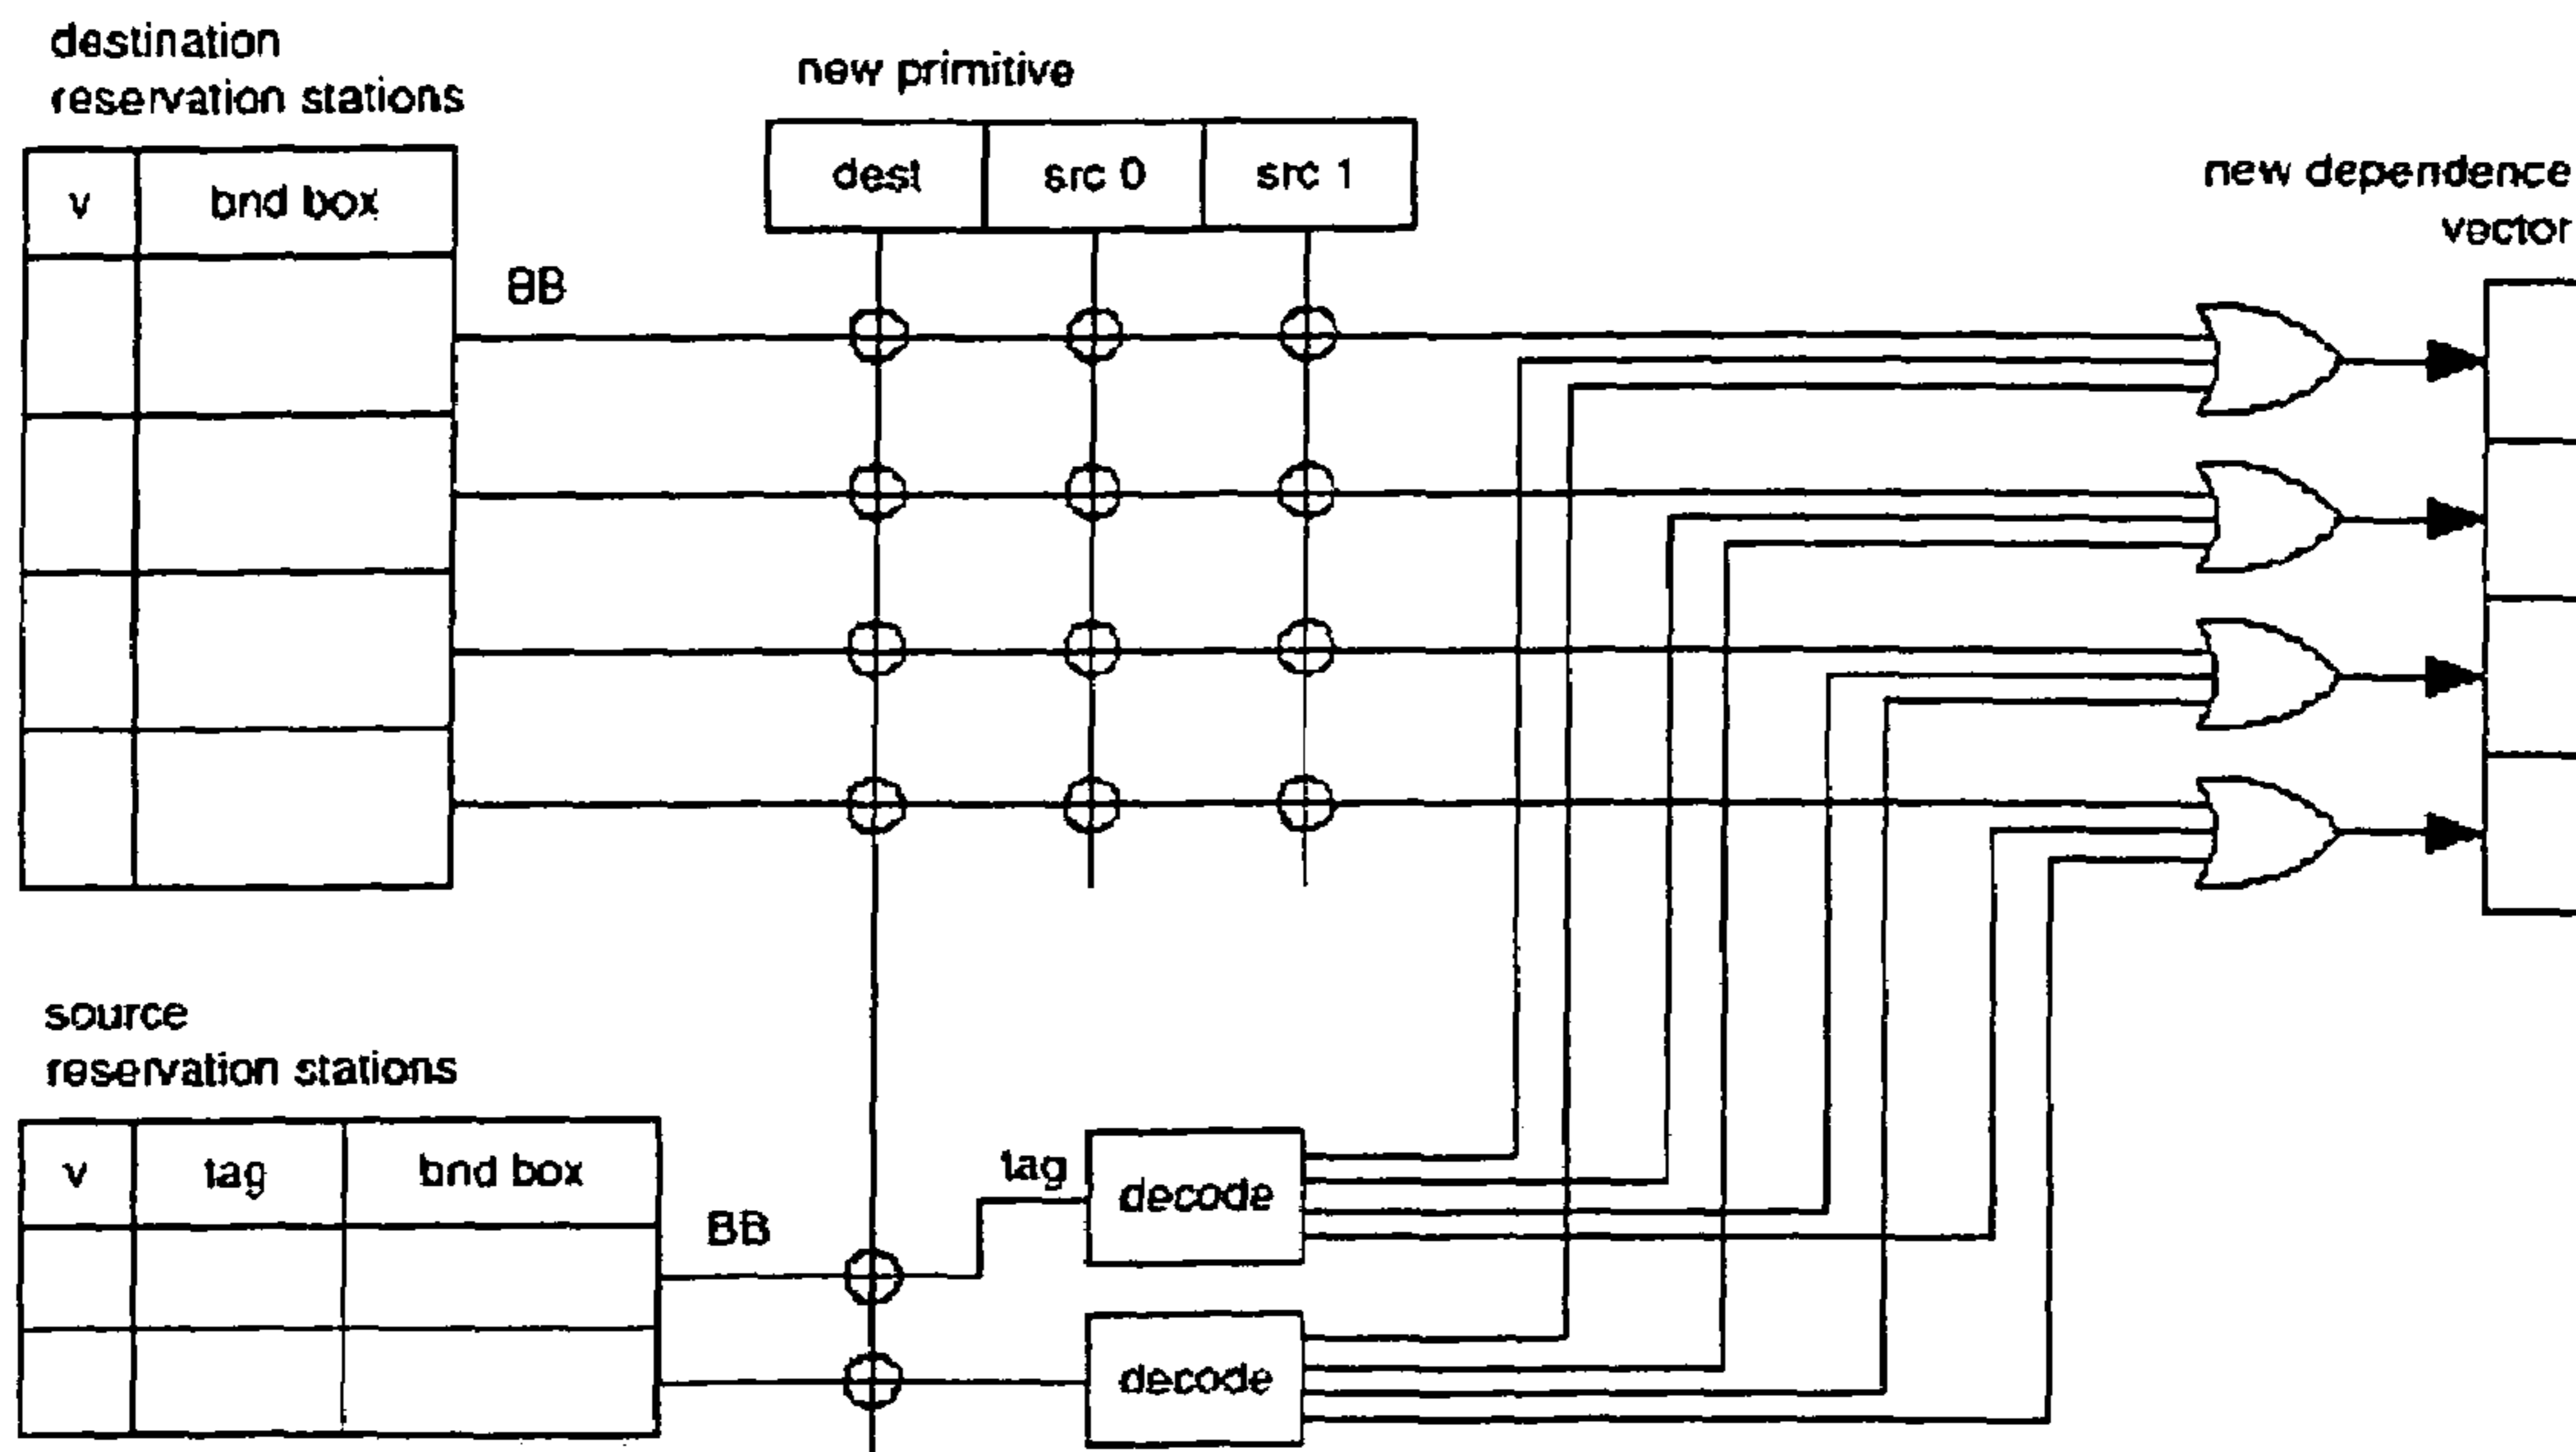 destination
reservation stations
v
bnd box
BB
new primitive
dest
src 0
src 1
new dependence
vector
source
reservation stations
v
tag
bnd box
BB
tag
decode
decode